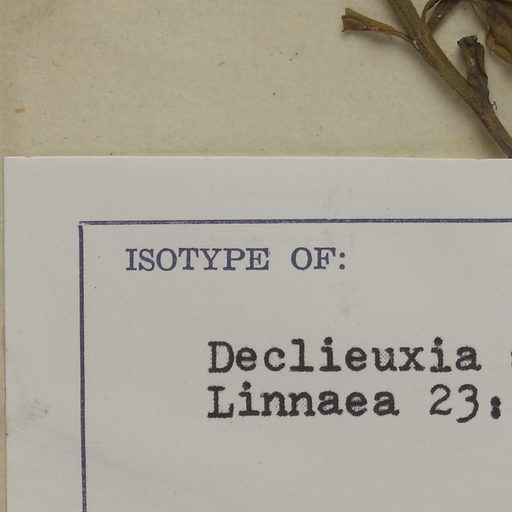 ISOTYPE OF:
Declieuxia
Linnaea 23: